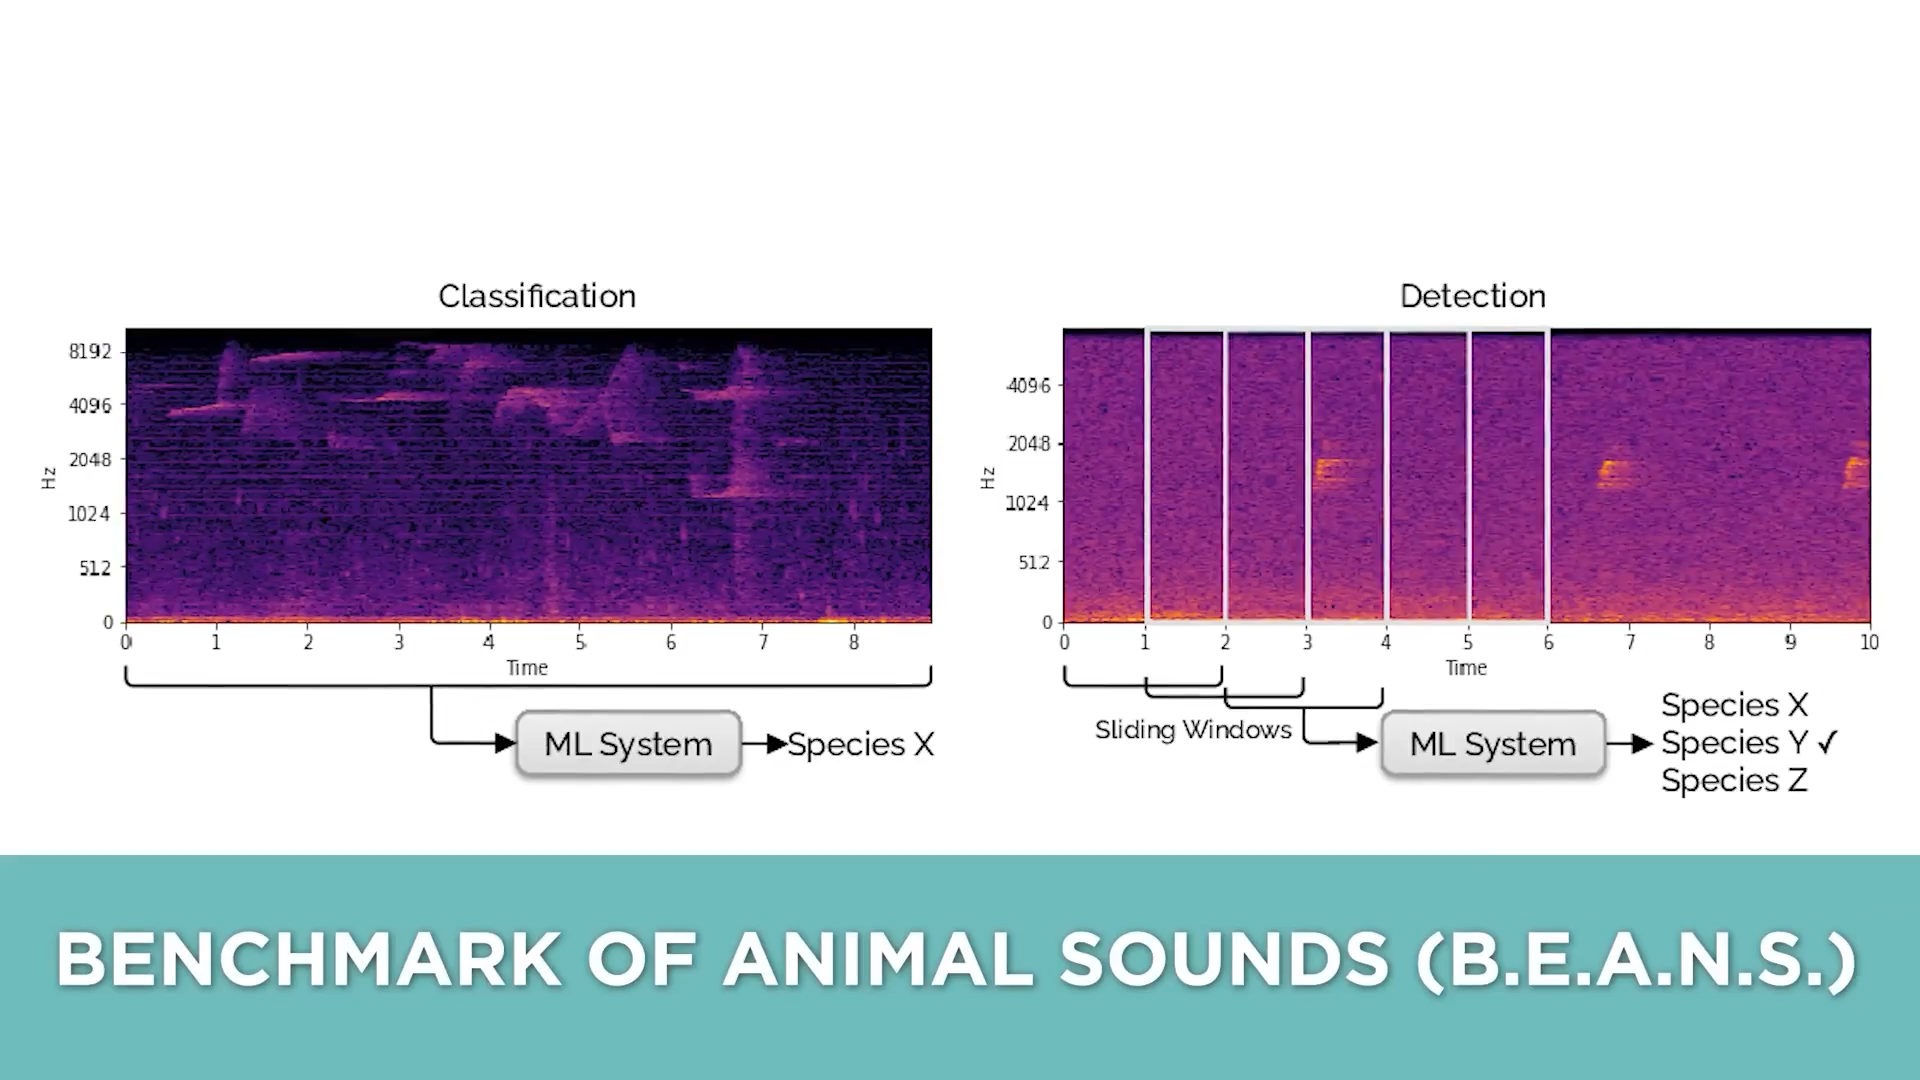 Classification
Hz
8192
4096
2048
1024
512
0
0 1 2 3 4 5 6 7 8
Time
ML System
Species X
Detection
Hz
4096
2048
1024
512
0
0 1 2 3 4 5 6 7 8 9 10
Time
Sliding Windows
ML System
Species X
Species Y ✓
Species Z
BENCHMARK OF ANIMAL SOUNDS (B.E.A.N.S.)